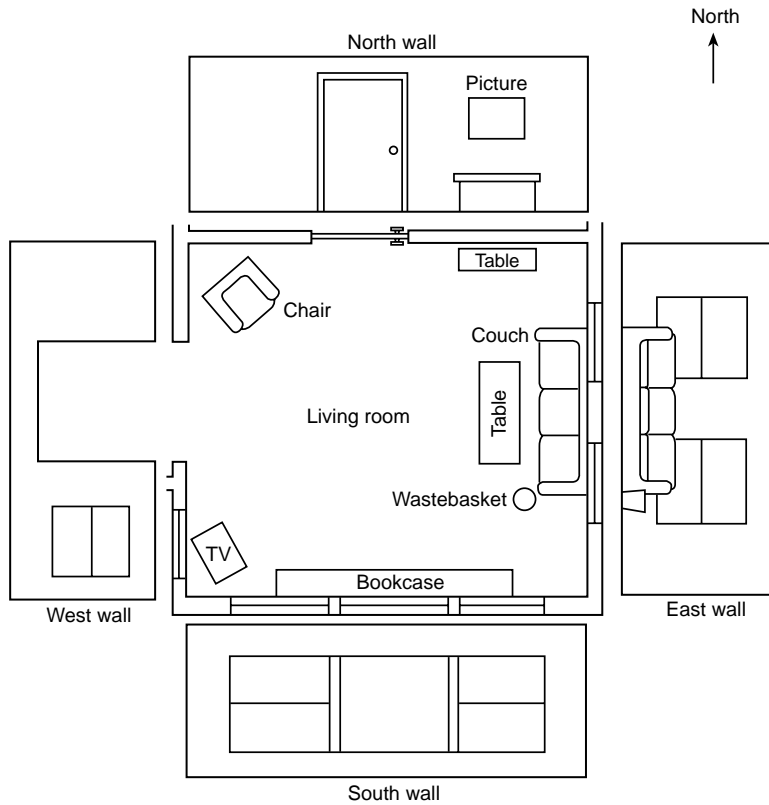 North
North wall
Picture
Table
Chair
Couch
Table
Living room
Wastebasket
TV
Bookcase
West wall
East wall
South wall